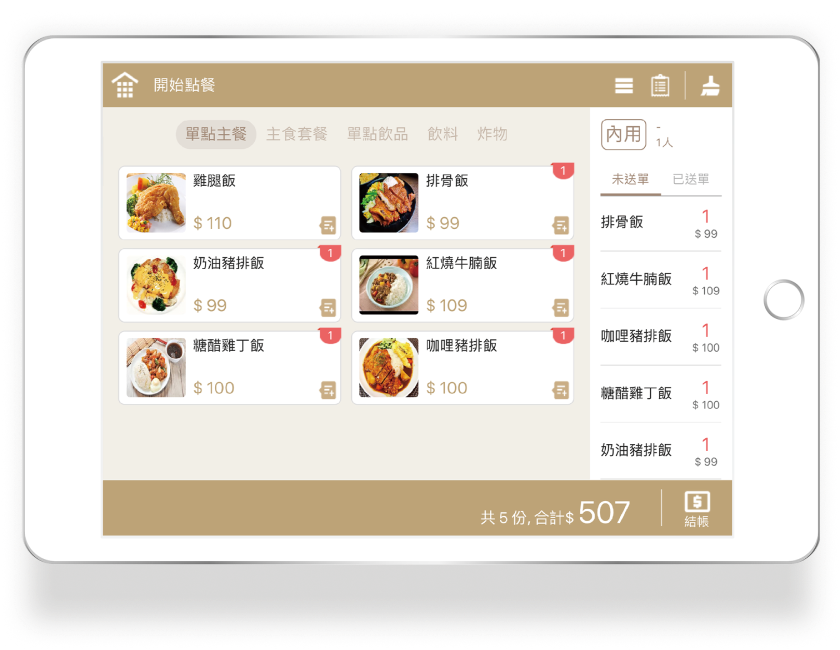 開始點餐
單點主餐 主食套餐 單點飲品 飲料 炸物
雞腿飯
$ 110
排骨飯
1
$ 99
奶油豬排飯
1
$ 99
紅燒牛腩飯
1
$ 109
糖醋雞丁飯
1
$ 100
咖哩豬排飯
1
$ 100
內用
-
1人
未送單 已送單
排骨飯 1
$ 99
紅燒牛腩飯 1
$ 109
咖哩豬排飯 1
$ 100
糖醋雞丁飯 1
$ 100
奶油豬排飯 1
$ 99
共 5 份, 合計$ 507
$
結帳